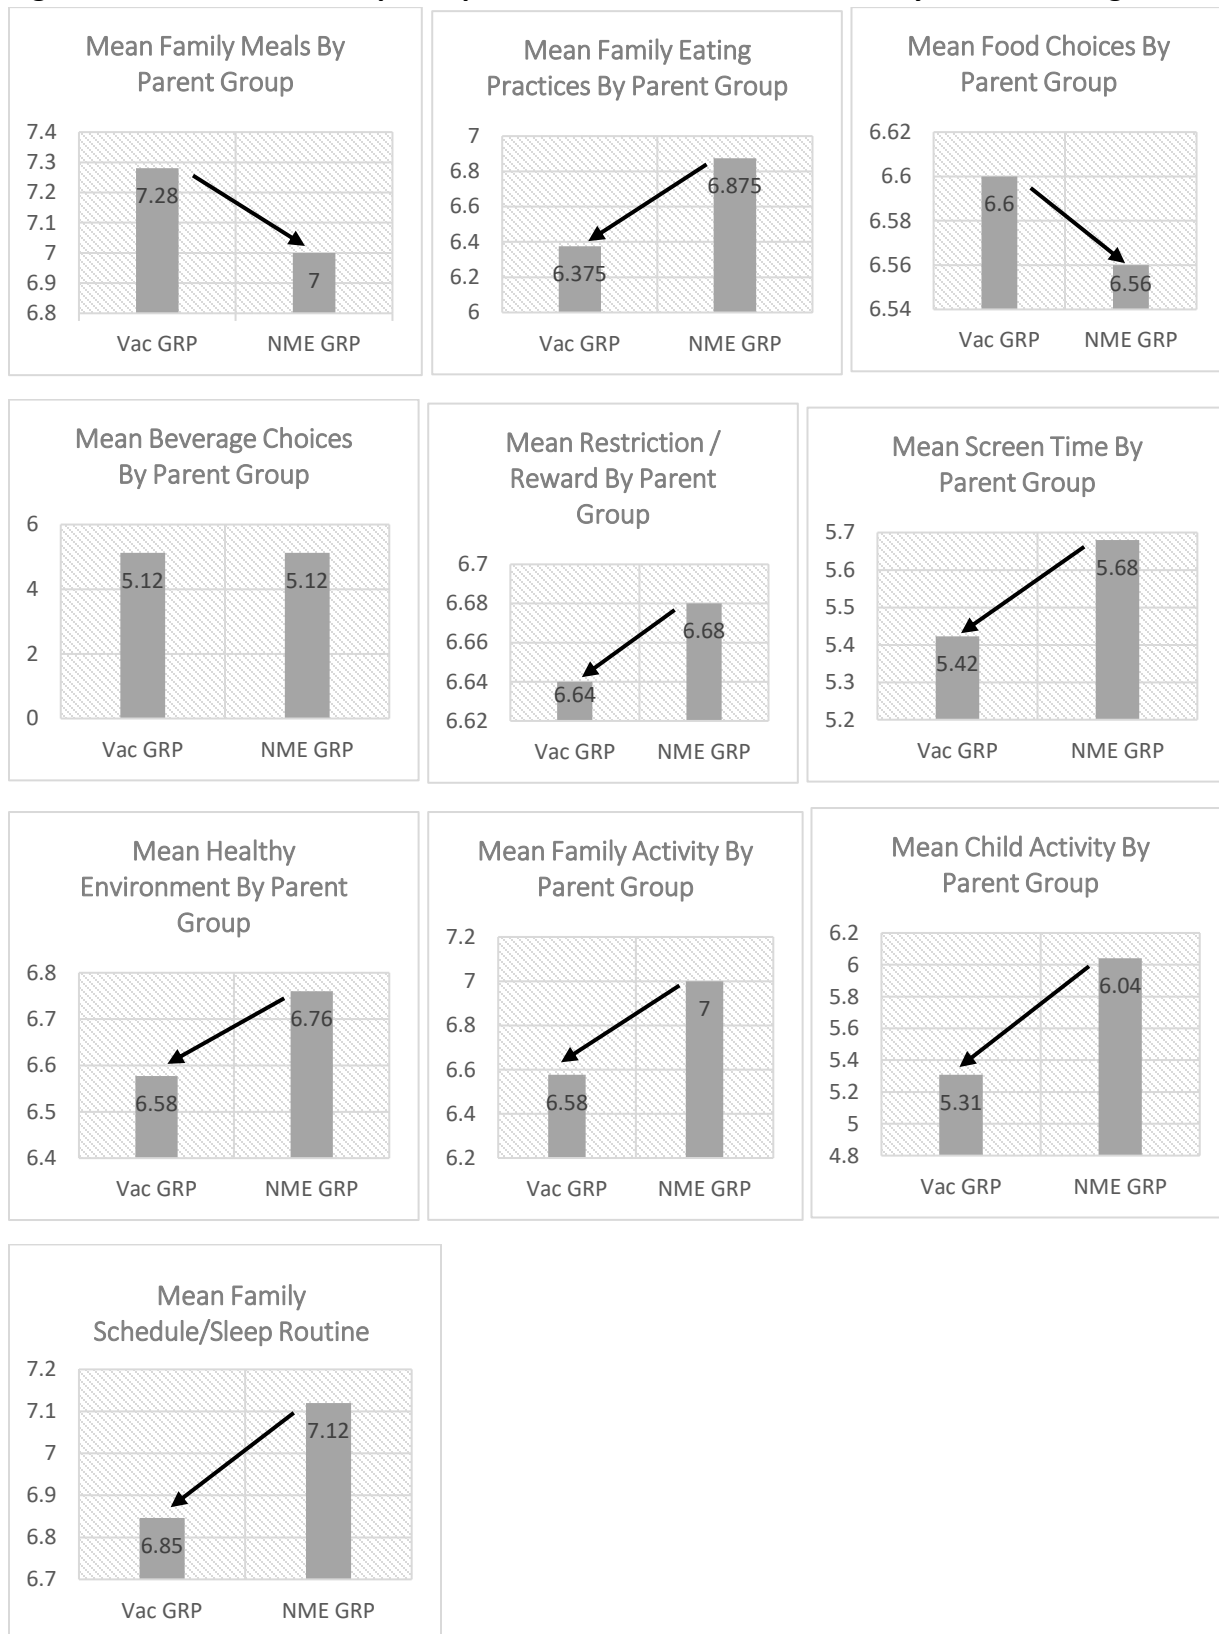 Mean Family Meals By
Parent Group
7.4
7.3
7.2
7.1
7
6.9
6.8
7.28
7
Vac GRP NME GRP
Mean Family Eating
Practices By Parent Group
7
6.8
6.6
6.4
6.2
6
6.375
6.875
Vac GRP NME GRP
Mean Food Choices By
Parent Group
6.62
6.6
6.58
6.56
6.54
6.6
6.56
Vac GRP NME GRP
Mean Beverage Choices
By Parent Group
6
4
2
0
5.12 5.12
Vac GRP NME GRP
Mean Restriction /
Reward By Parent
Group
6.7
6.68
6.66
6.64
6.62
6.64
6.68
Vac GRP NME GRP
Mean Screen Time By
Parent Group
5.7
5.6
5.5
5.4
5.3
5.2
5.42
5.68
Vac GRP NME GRP
Mean Healthy
Environment By Parent
Group
6.8
6.7
6.6
6.5
6.4
6.58
6.76
Vac GRP NME GRP
Mean Family Activity By
Parent Group
7.2
7
6.8
6.6
6.4
6.2
6.58
7
Vac GRP NME GRP
Mean Child Activity By
Parent Group
6.2
6
5.8
5.6
5.4
5.2
5
4.8
5.31
6.04
Vac GRP NME GRP
Mean Family
Schedule/Sleep Routine
7.2
7.1
7
6.9
6.8
6.7
6.85
7.12
Vac GRP NME GRP